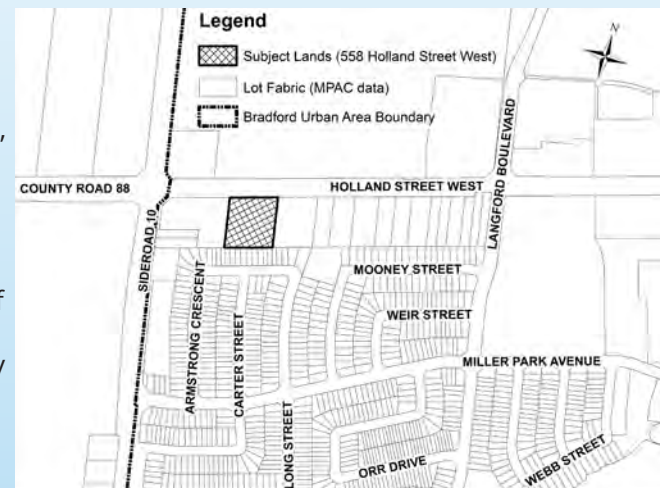 Legend
Subject Lands (558 Holland Street West)
Lot Fabric (MPAC data)
Bradford Urban Area Boundary
N
,
COUNTY ROAD 88
HOLLAND STREET WEST
LANGFORD BOULEVARD
SIDEROAD 10
f
y
MOONEY STREET
WEIR STREET
ARMSTRONG CRESCENT
CARTER STREET
MILLER PARK AVENUE
LONG STREET
ORR DRIVE
WEBB STREET